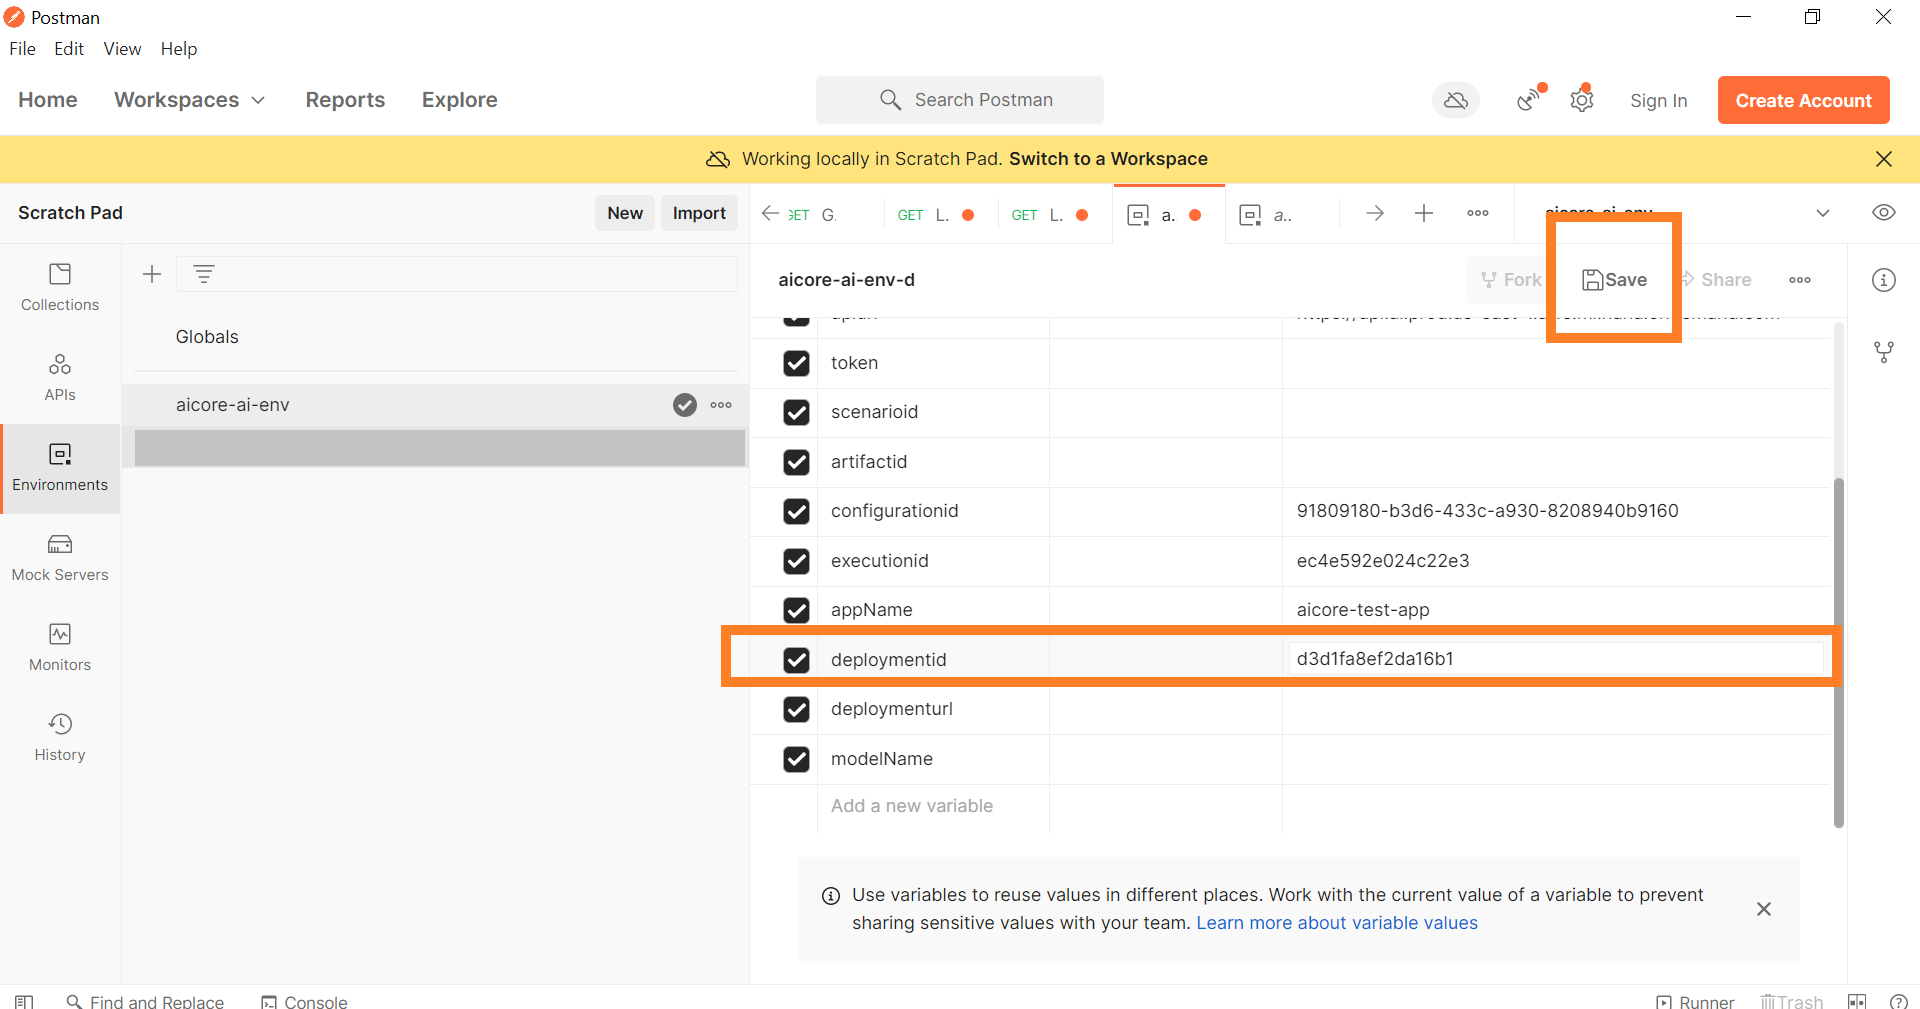 Postman
File Edit View Help
Home Workspaces Reports Explore
Search Postman
Sign In
Create Account
Working locally in Scratch Pad. Switch to a Workspace
Scratch Pad
New
Import
GET G.
GET L.
GET L.
a.
a..
Collections
APIs
Environments
Mock Servers
Monitors
History
Globals
aicore-ai-env
aicore-ai-env-d
Fork
Save
Share
token
scenarioid
artifactid
configurationid 91809180-b3d6-433c-a930-8208940b9160
executionid ec4e592e024c22e3
appName aicore-test-app
deploymentid d3d1fa8ef2da16b1
deploymenturl
modelName
Add a new variable
Use variables to reuse values in different places. Work with the current value of a variable to prevent
sharing sensitive values with your team. Learn more about variable values
Find and Replace
Console
Runner
Trash